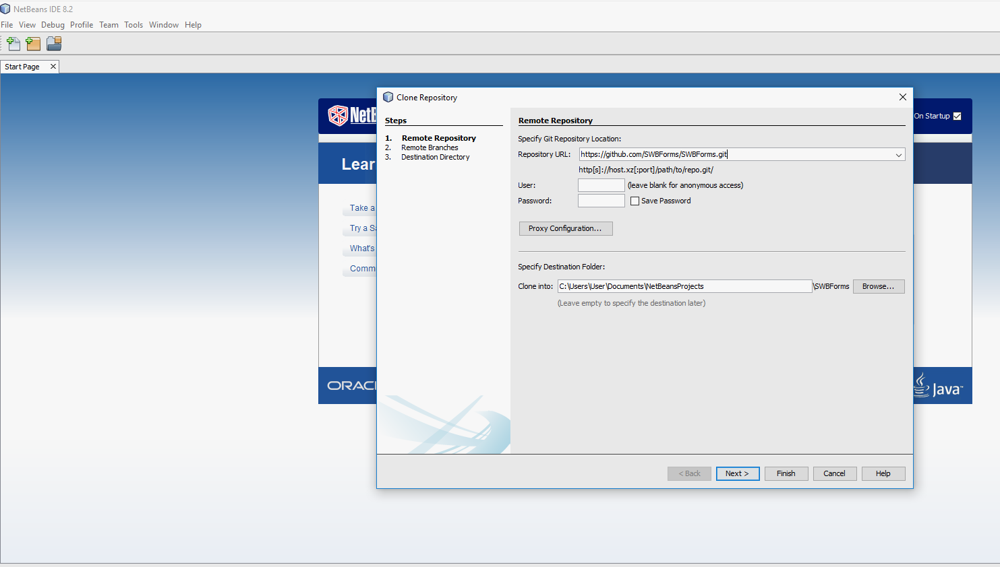 NetBeans IDE 8.2
File View Debug Profile Team Tools Window Help
Start Page
NetB
On Startup
Lear
Take a
Try a Sa
What's
Comm
ORACL
Java
Clone Repository
Steps
1. Remote Repository
2. Remote Branches
3. Destination Directory
Remote Repository
Specify Git Repository Location:
Repository URL: https://github.com/SWBForms/SWBForms.git
http[s]://host.xz[:port]/path/to/repo.git/
User: (leave blank for anonymous access)
Password: Save Password
Proxy Configuration...
Specify Destination Folder:
Clone into: C:\Users\User\Documents\NetBeansProjects \SWBForms Browse...
(Leave empty to specify the destination later)
< Back Next > Finish Cancel Help